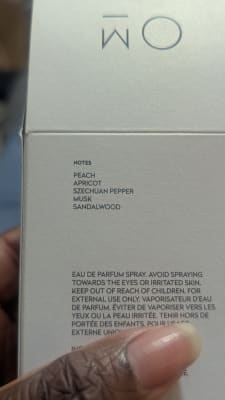 OM
NOTES
PEACH
APRICOT
SZECHUAN PEPPER
MUSK
SANDALWOOD
EAU DE PARFUM SPRAY. AVOID SPRAYING
TOWARDS THE EYES OR IRRITATED SKIN.
KEEP OUT OF REACH OF CHILDREN. FOR
EXTERNAL USE ONLY. VAPORISATEUR D'EAU
DE PARFUM. ÉVITER DE VAPORISER VERS LES
YEUX OU LA PEAU IRRITÉE. TENIR HORS DE
PORTÉE DES ENFANTS. POUR
EXTERNE